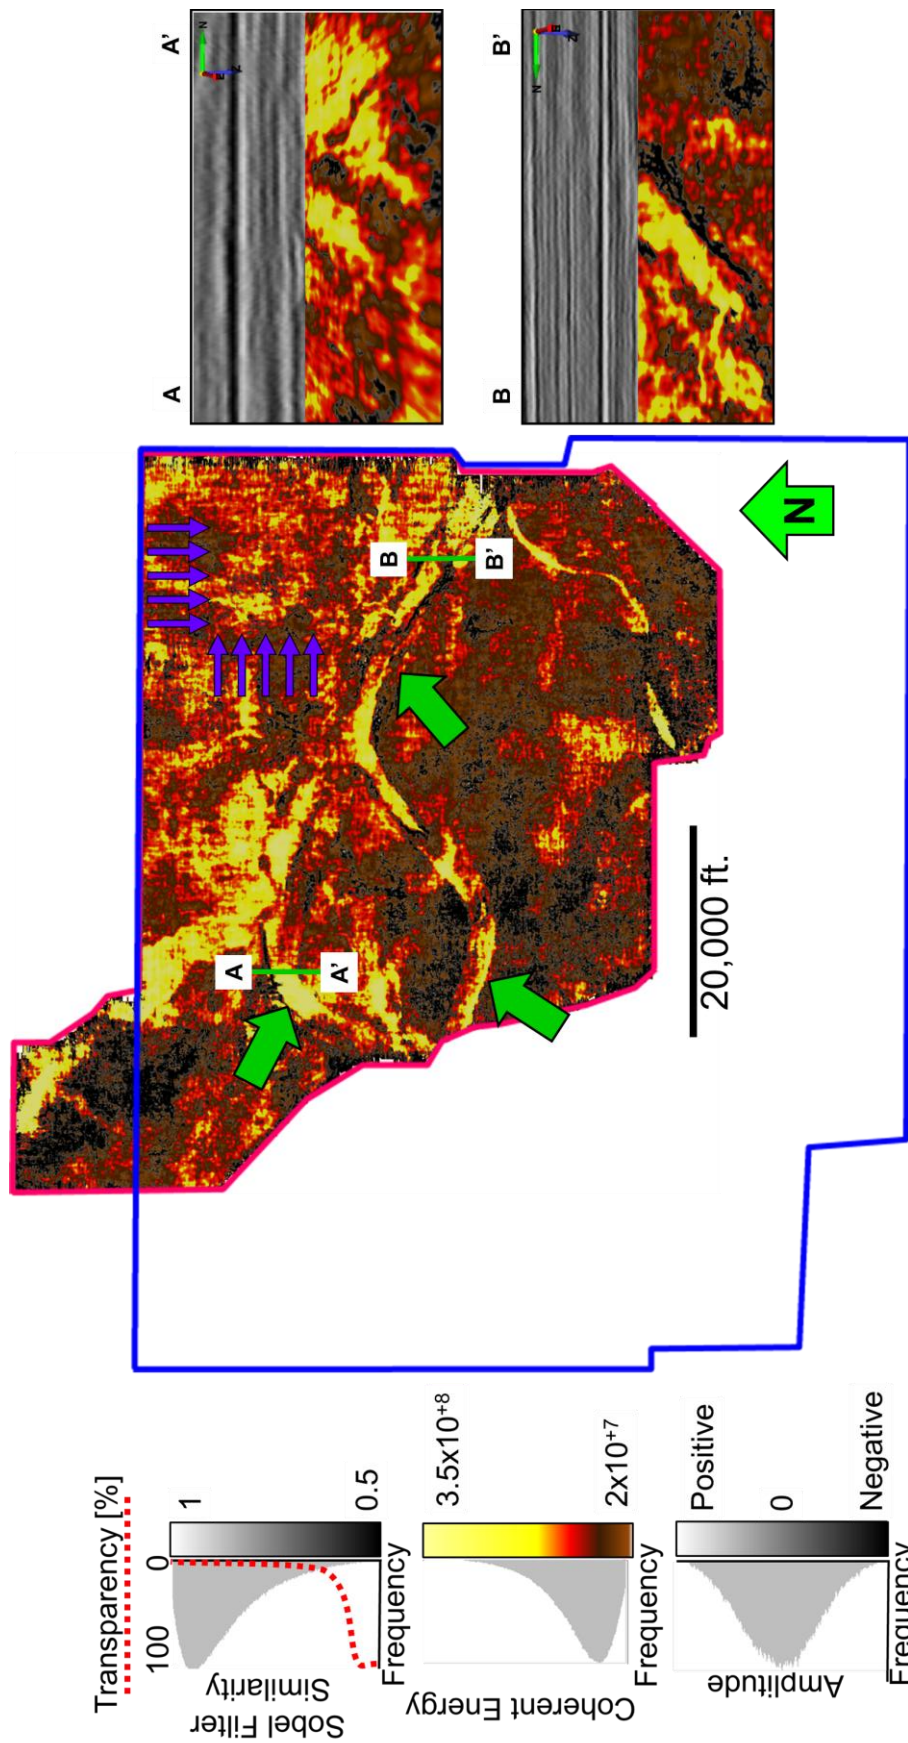 Transparency [%]
100
0
Sobel Filter
Similarity
1
0.5
Frequency
Coherent Energy
3.5x10+8
2x10+7
Frequency
Amplitude
Positive
0
Negative
Frequency
A
A'
B
B'
20,000 ft.
N
A
A'
N
Z
B
B'
N
Z